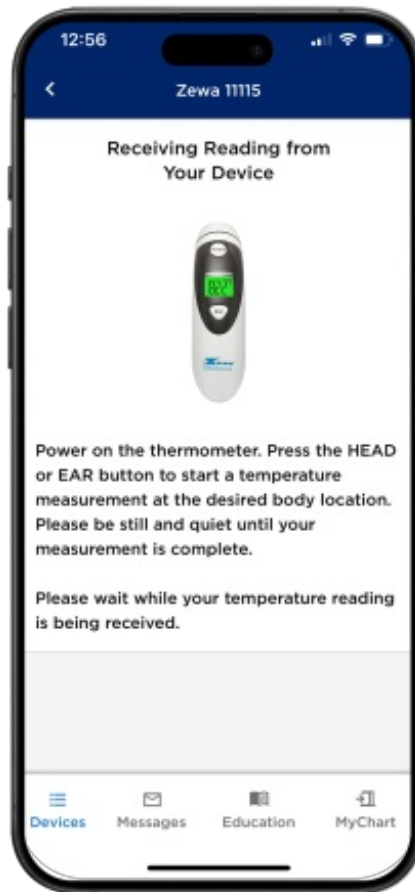 12:56
Zewa 11115
Receiving Reading from
Your Device
Power on the thermometer. Press the HEAD
or EAR button to start a temperature
measurement at the desired body location.
Please be still and quiet until your
measurement is complete.
Please wait while your temperature reading
is being received.
Devices Messages Education MyChart